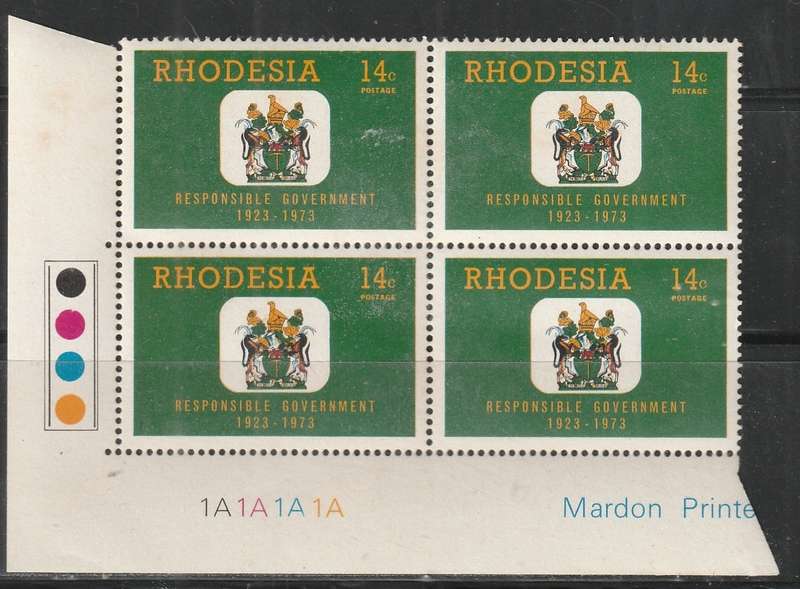 RHODESIA 14c
POSTAGE
RESPONSIBLE GOVERNMENT
1923-1973
RHODESIA 14c
POSTAGE
RESPONSIBLE GOVERNMENT
1923-1973
RHODESIA 14c
POSTAGE
RESPONSIBLE GOVERNMENT
1923-1973
RHODESIA 14c
POSTAGE
RESPONSIBLE GOVERNMENT
1923-1973
1A 1A 1A 1A
Mardon Printe